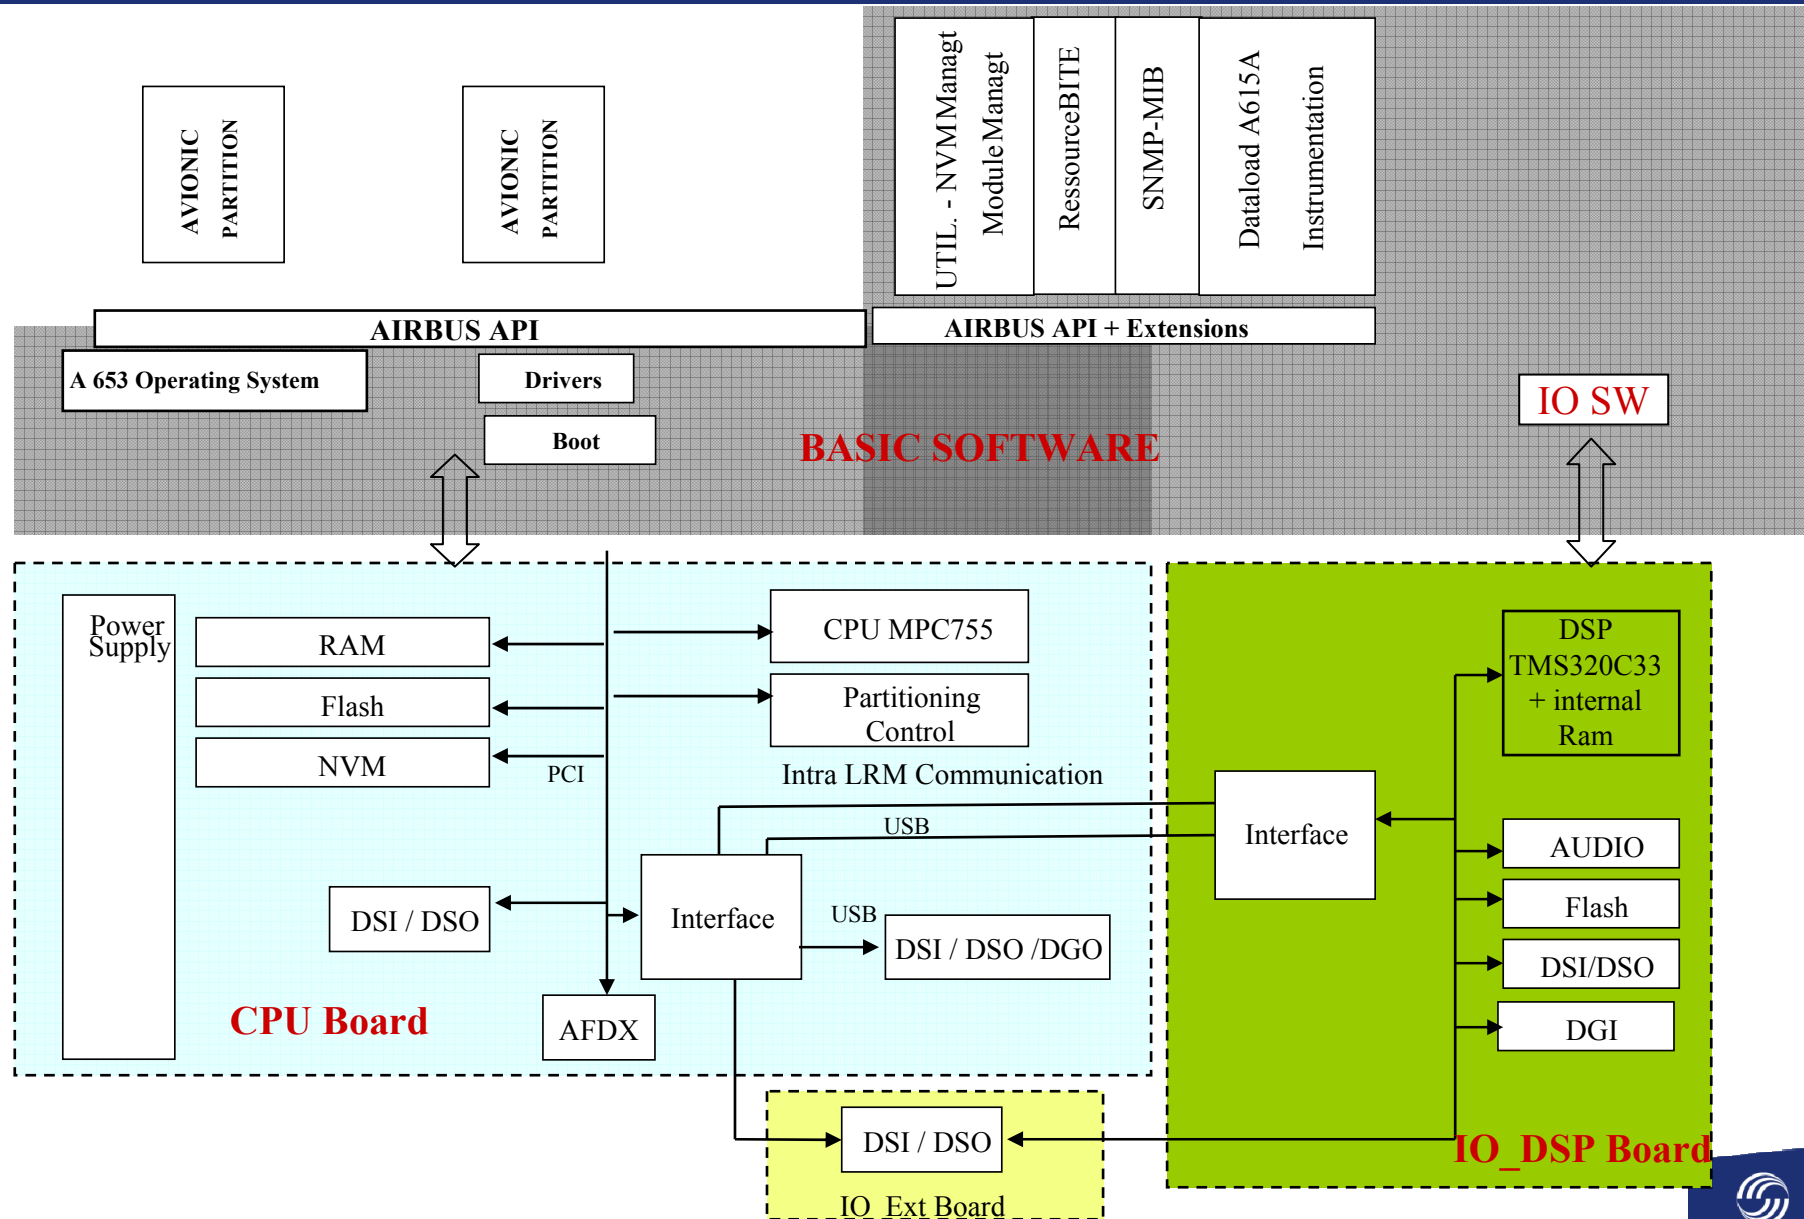 AVIONIC
PARTITION
AVIONIC
PARTITION
UTIL. - NVM Managt
Module Managt
RessourceBITE
SNMP-MIB
Dataload A615A
Instrumentation
AIRBUS API
AIRBUS API + Extensions
A 653 Operating System
Drivers
Boot
BASIC SOFTWARE
IO SW
Power
Supply
RAM
Flash
NVM
PCI
CPU MPC755
Partitioning
Control
Intra LRM Communication
USB
DSI / DSO
Interface
USB
DSI / DSO /DGO
AFDX
CPU Board
Interface
DSP
TMS320C33
+ internal
Ram
AUDIO
Flash
DSI/DSO
DGI
IO_DSP Board
DSI / DSO
IO_Ext Board